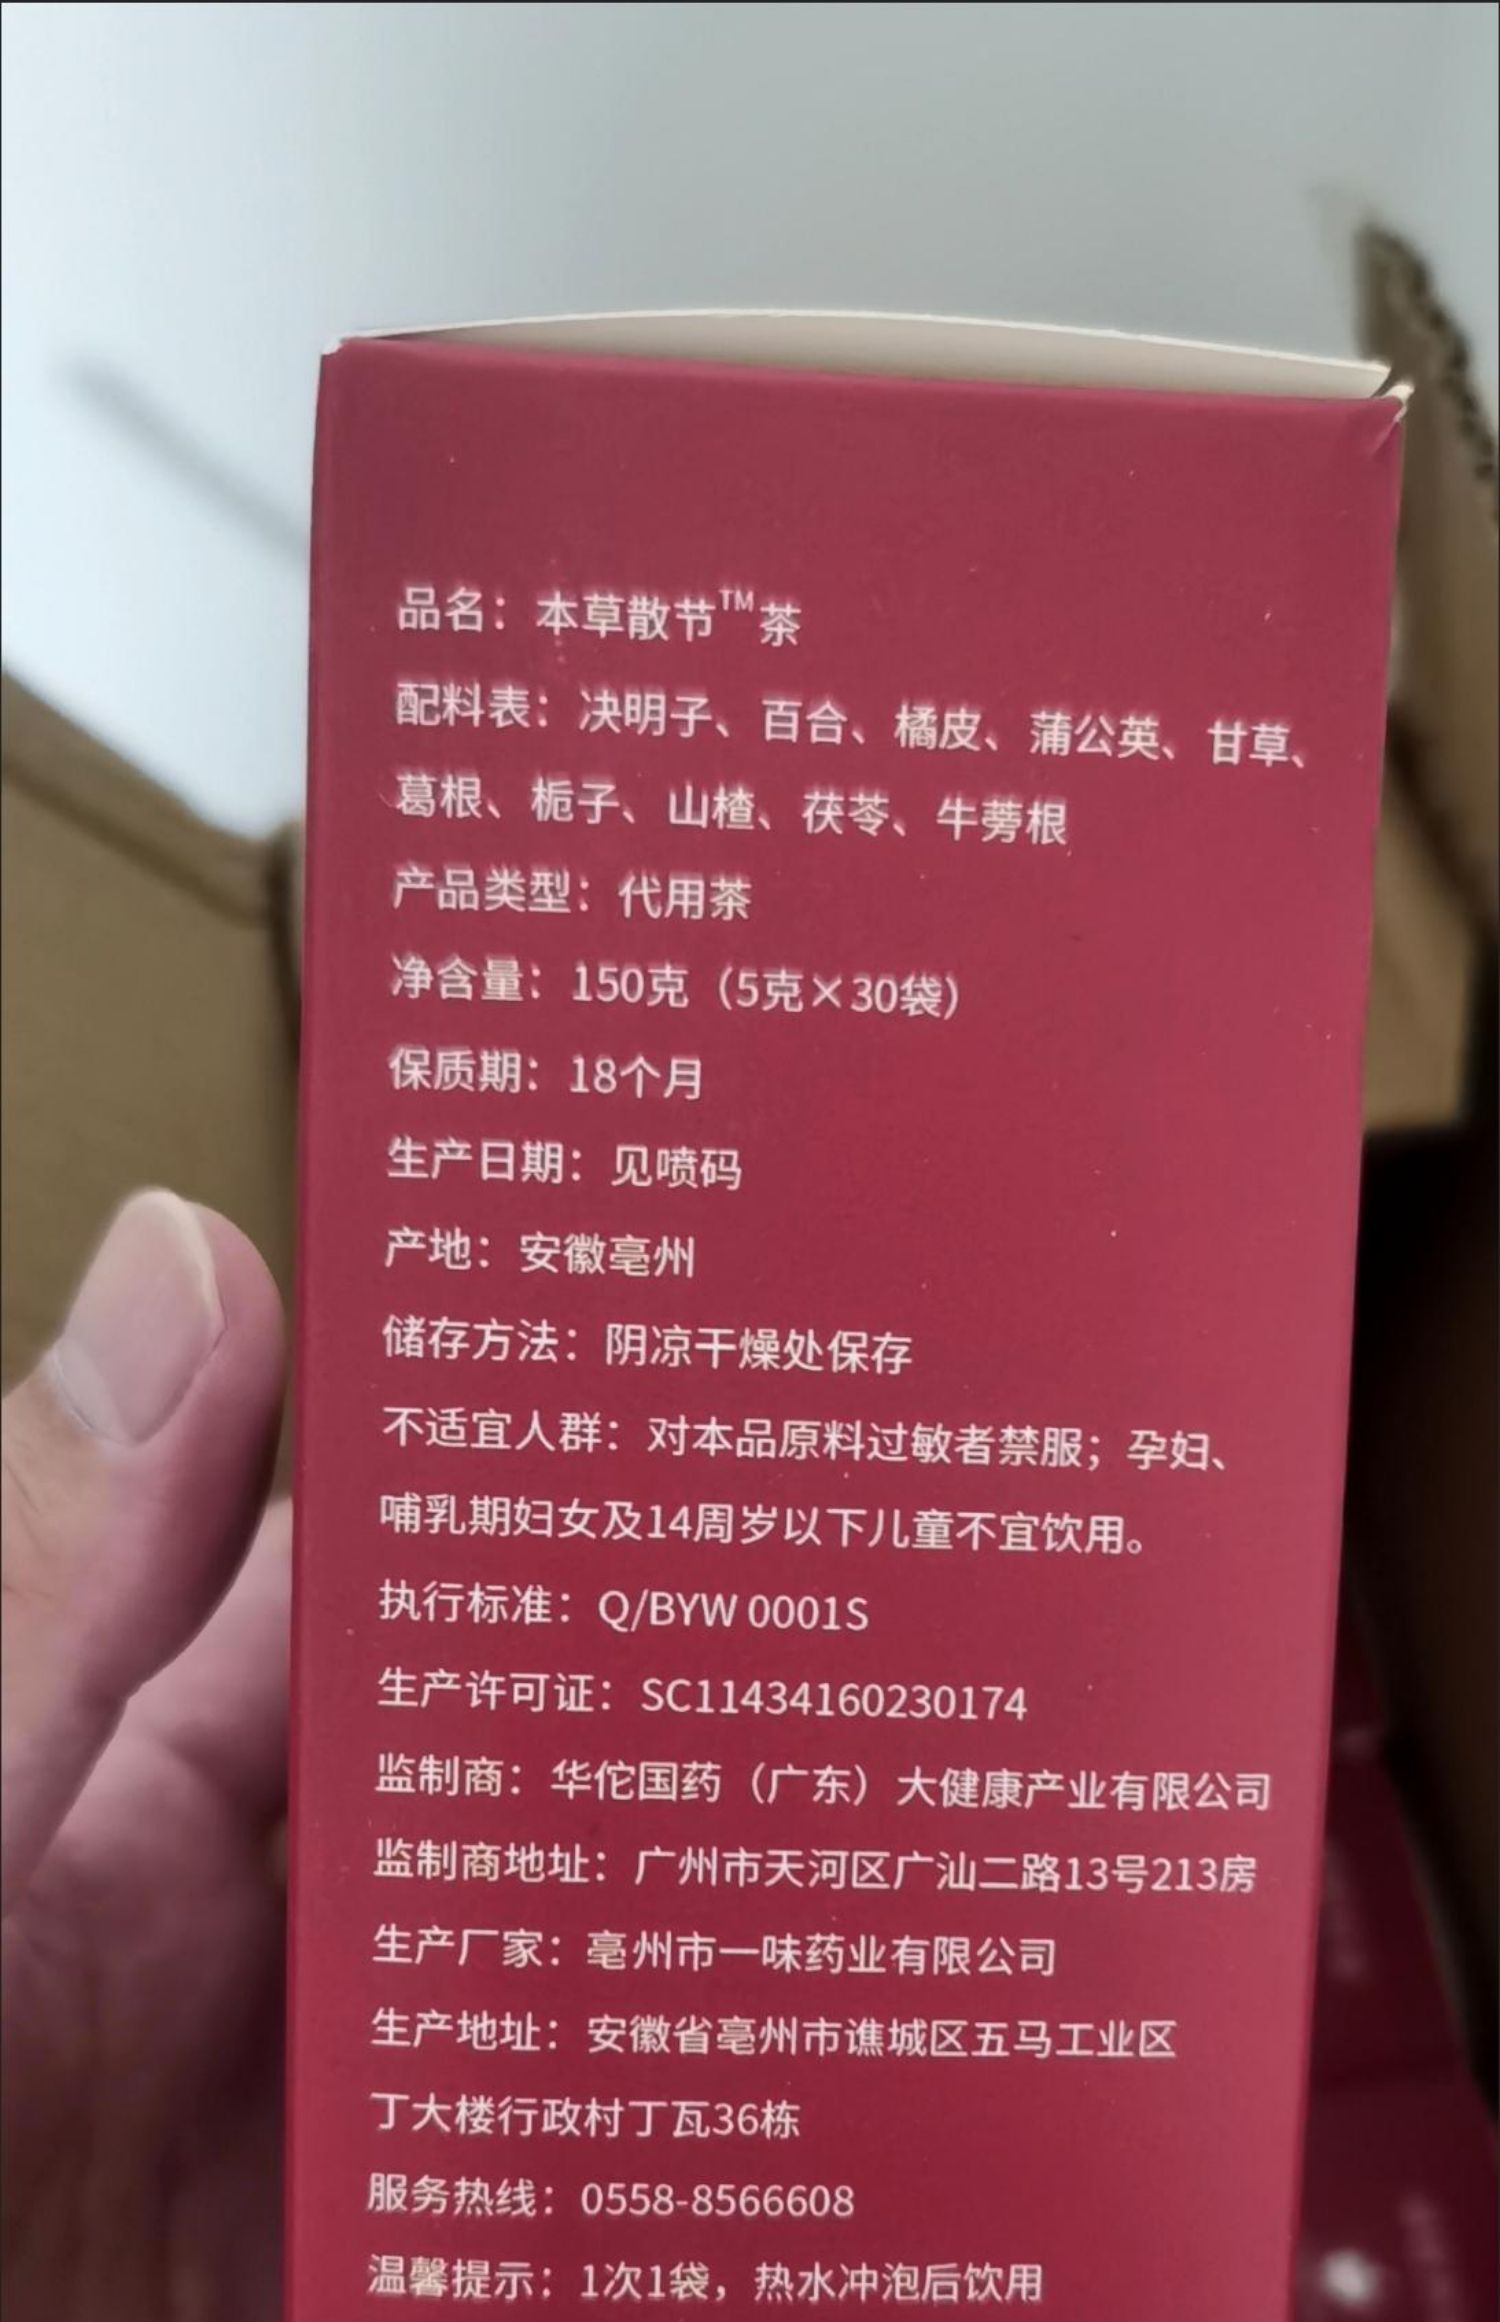 品名：本草散节™茶
配料表：决明子、百合、橘皮、蒲公英、甘草、
葛根、栀子、山楂、茯苓、牛蒡根
产品类型：代用茶
净含量：150克（5克×30袋）
保质期：18个月
生产日期：见喷码
产地：安徽亳州
储存方法：阴凉干燥处保存
不适宜人群：对本品原料过敏者禁服；孕妇、
哺乳期妇女及14周岁以下儿童不宜饮用。
执行标准：Q/BYW 0001S
生产许可证：SC11434160230174
监制商：华佗国药（广东）大健康产业有限公司
监制商地址：广州市天河区广汕二路13号213房
生产厂家：亳州市一味药业有限公司
生产地址：安徽省亳州市谯城区五马工业区
丁大楼行政村丁瓦36栋
服务热线：0558-8566608
温馨提示：1次1袋，热水冲泡后饮用